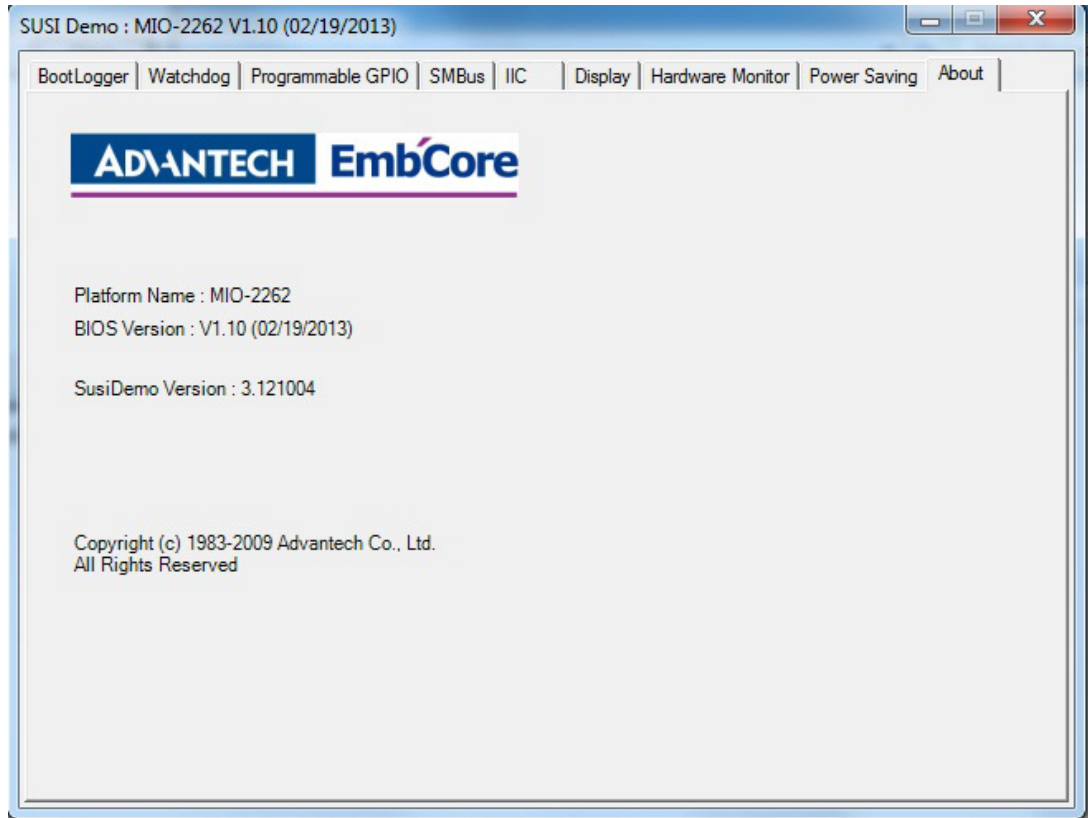 SUSI Demo : MIO-2262 V1.10 (02/19/2013)
BootLogger Watchdog Programmable GPIO SMBus IIC Display Hardware Monitor Power Saving About
ADVANTECH EmbCore
Platform Name : MIO-2262
BIOS Version : V1.10 (02/19/2013)
SusiDemo Version : 3.121004
Copyright (c) 1983-2009 Advantech Co., Ltd.
All Rights Reserved